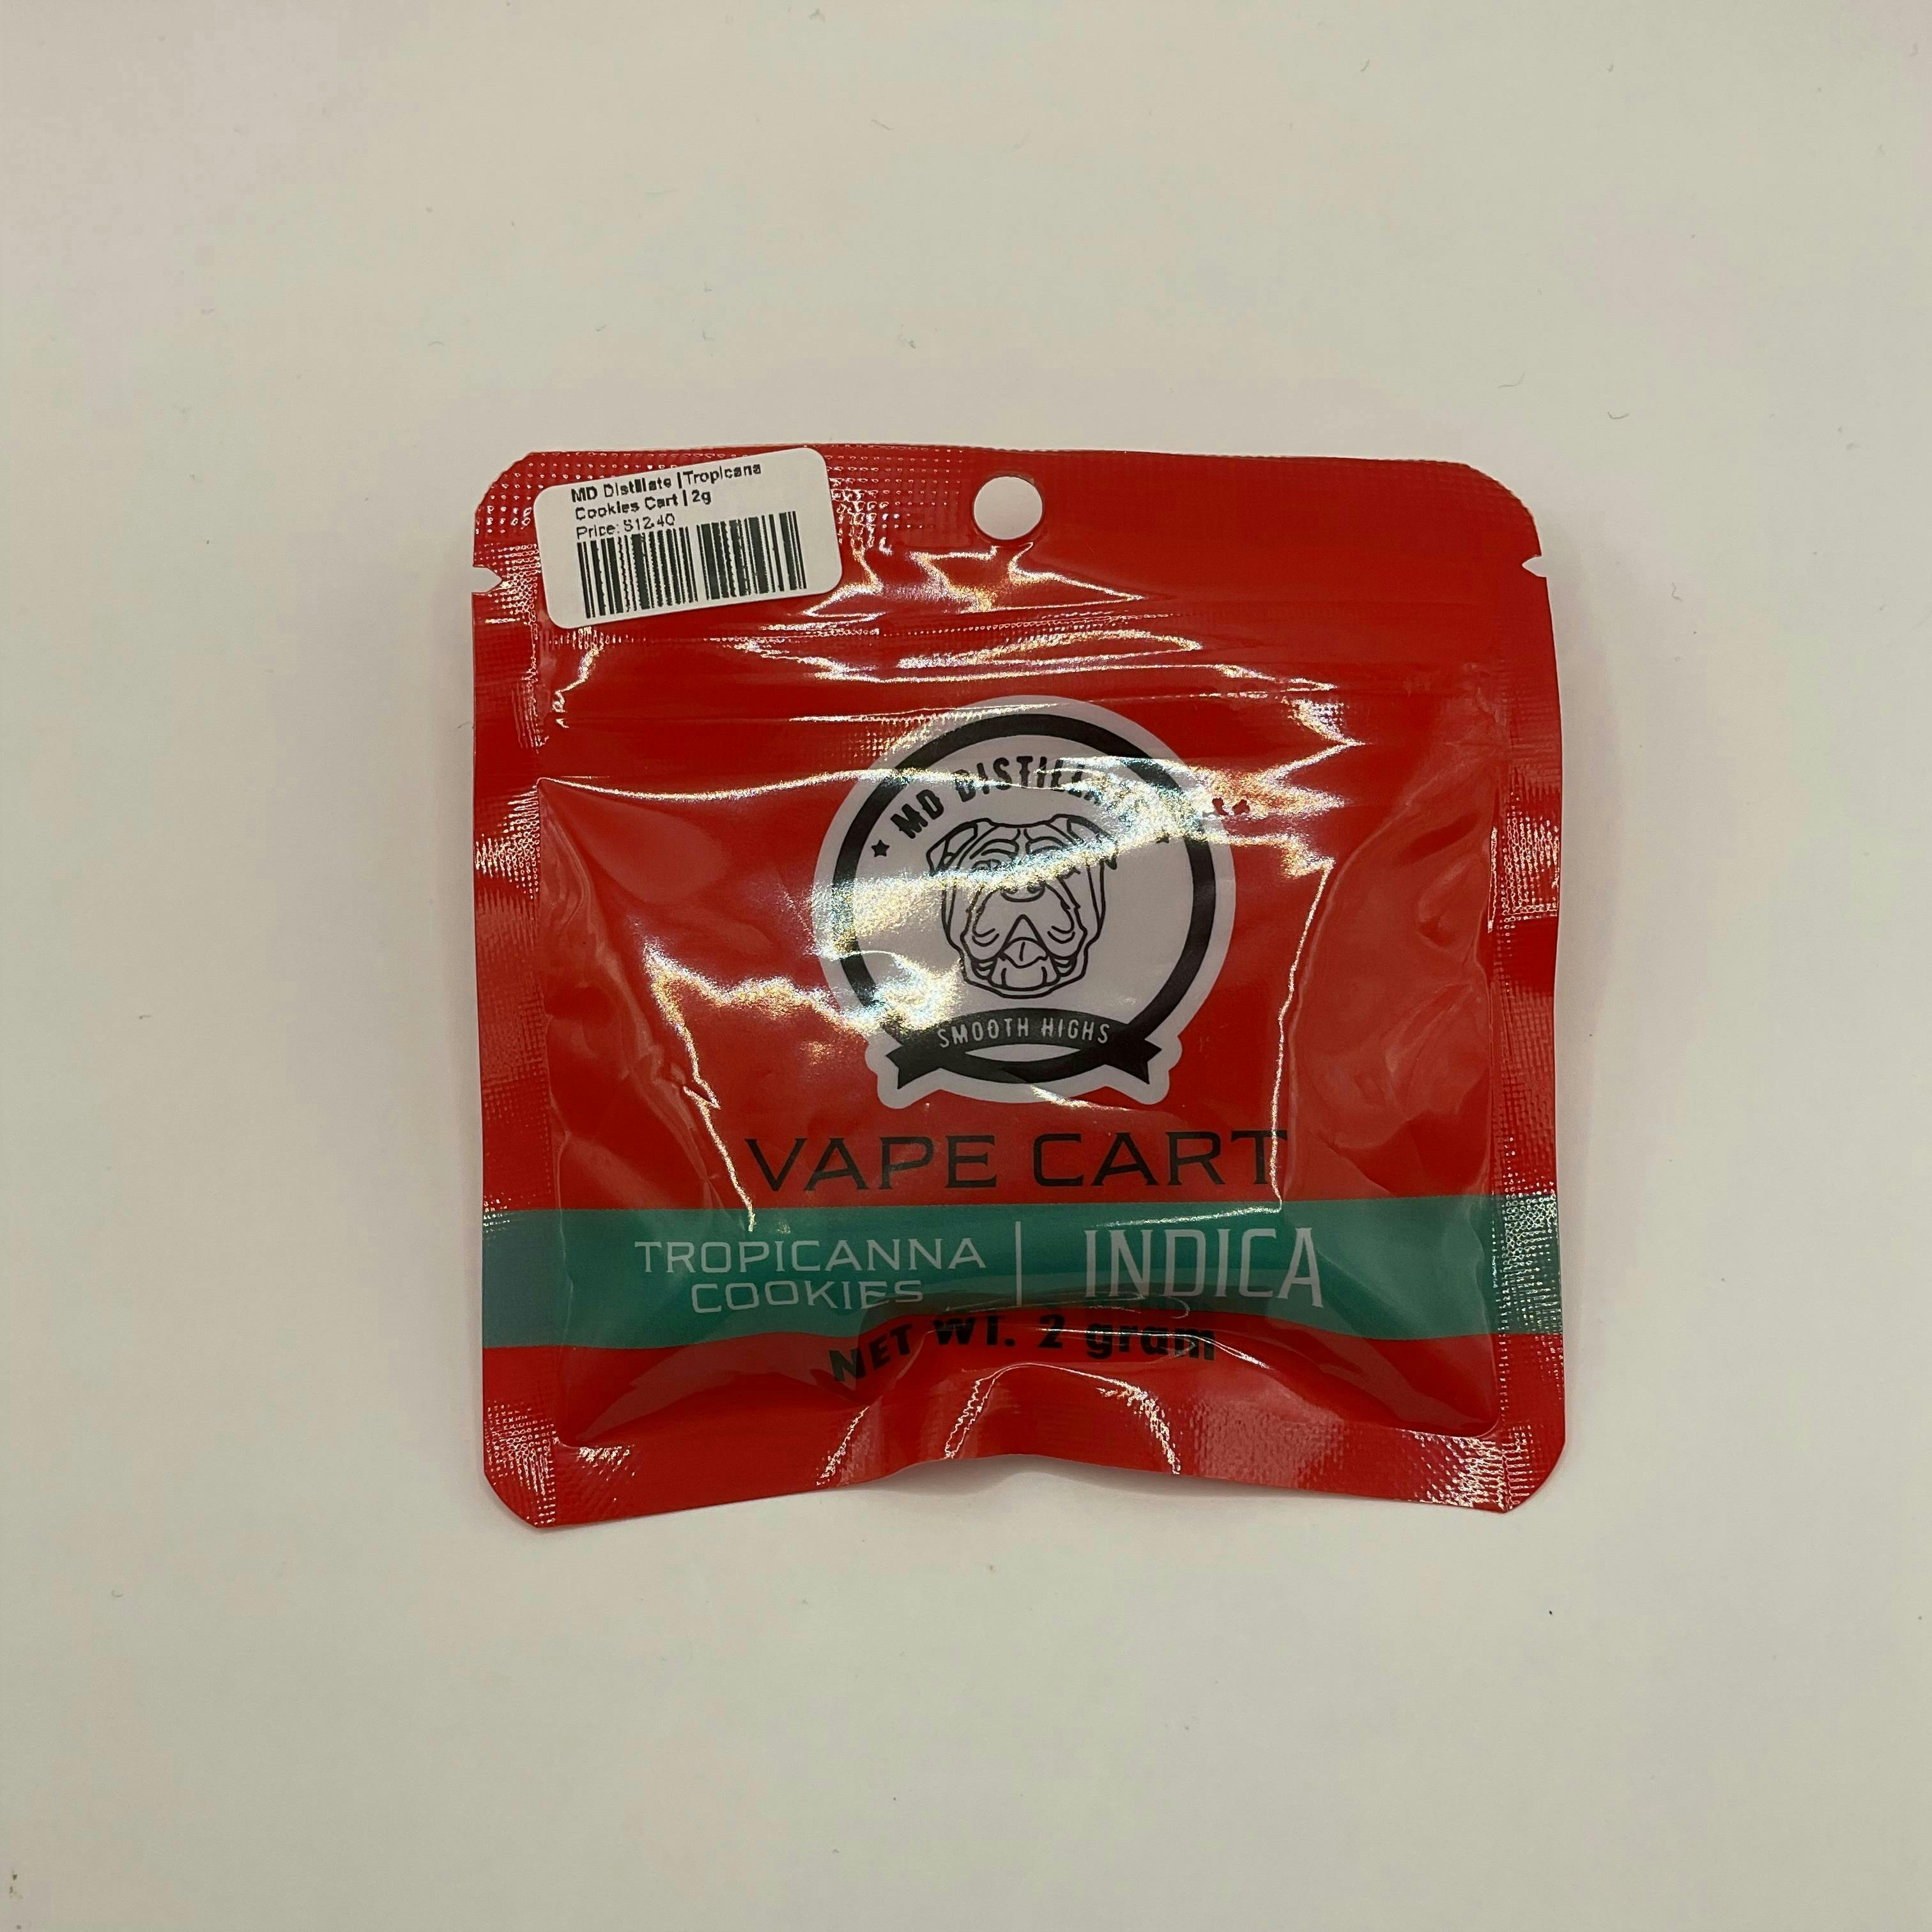 MD Distillate | Tropicana
Cookies Cart | 2g
Price: $12.40
MD DISTILLATE
SMOOTH HIGHS
VAPE CART
TROPICANNA
COOKIES
INDICA
NET WT. 2 gram